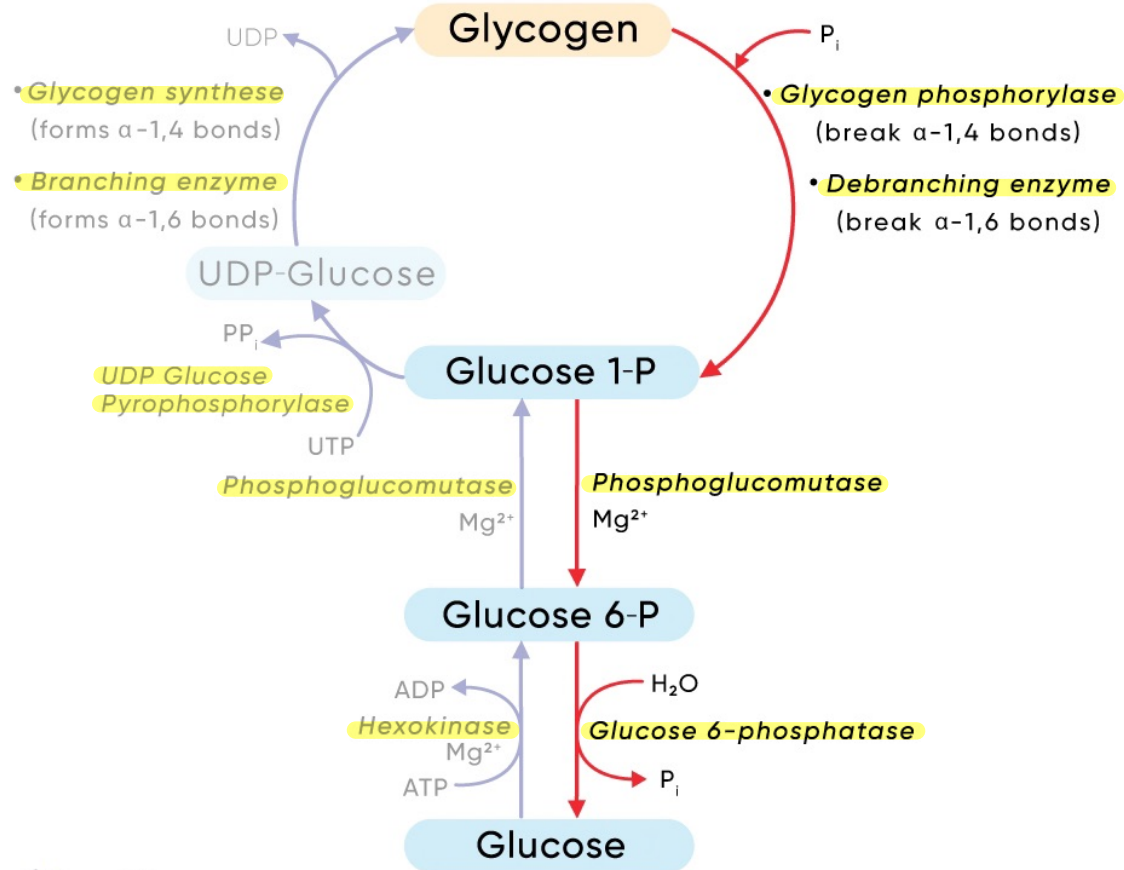 Glycogen
UDP
P
i
• Glycogen synthese
(forms α-1,4 bonds)
• Branching enzyme
(forms α-1,6 bonds)
• Glycogen phosphorylase
(break α-1,4 bonds)
• Debranching enzyme
(break α-1,6 bonds)
UDP-Glucose
PPi
UDP Glucose
Pyrophosphorylase
UTP
Glucose 1-P
Phosphoglucomutase
Mg²⁺
Phosphoglucomutase
Mg²⁺
Glucose 6-P
ADP
Hexokinase
Mg²⁺
ATP
H₂O
Glucose 6-phosphatase
Pi
Glucose